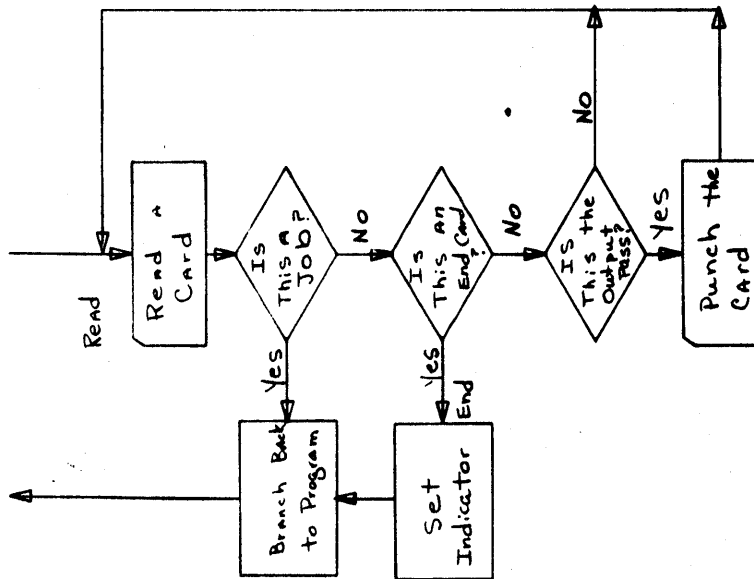 READ
READ A
CARD
Is
This A
Job?
Yes
No
Branch Back
to Program
Is
This An
End Card
?
Yes
End
No
Set
Indicator
Is
This the
Output
Pass?
No
Yes
Punch the
CARD